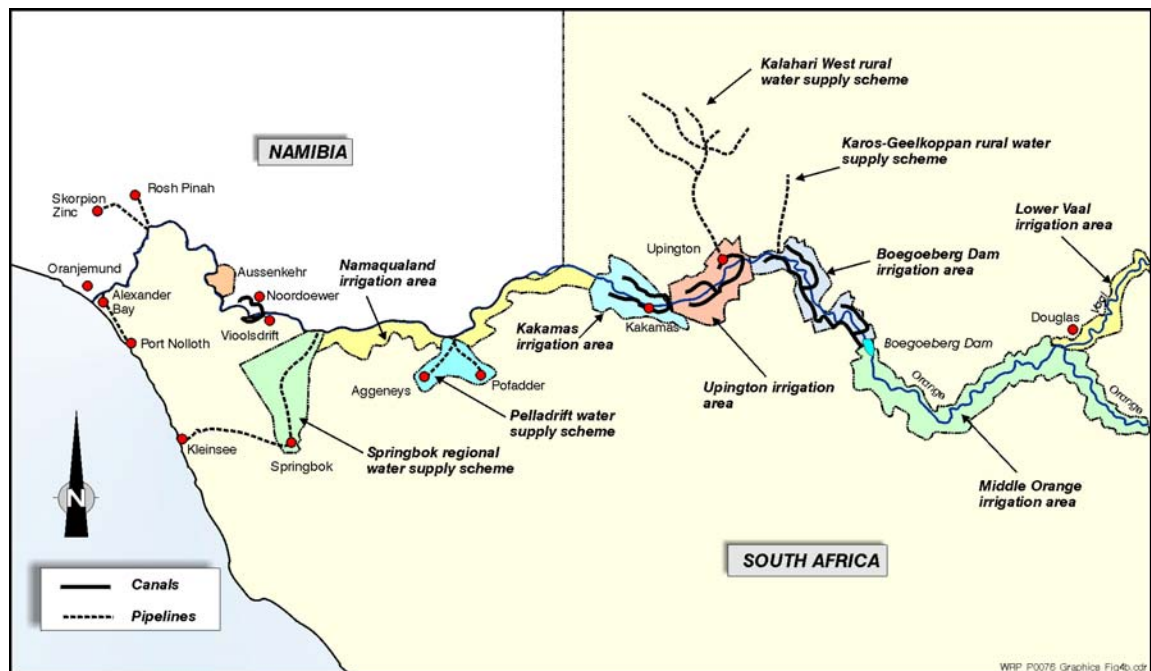 Kalahari West rural
water supply scheme
Karos-Geelkoppan rural water
supply scheme
NAMIBIA
Rosh Pinah
Skorpion
Zinc
Lower Vaal
irrigation area
Upington
Boegoeberg Dam
irrigation area
Oranjemund
Aussenkehr
Namaqualand
irrigation area
Alexander
Bay
Noordoewer
Vaal
Douglas
Vioolsdrift
Kakamas
Kakamas
irrigation area
Port Nolloth
Boegoeberg Dam
Upington irrigation
area
Aggeneys
Pofadder
Orange
Orange
Pelladrift water
supply scheme
Kleinsee
Springbok
Springbok regional
water supply scheme
Middle Orange
irrigation area
N
SOUTH AFRICA
Canals
Pipelines
WRP P0076 Graphics Fig4b.cdr